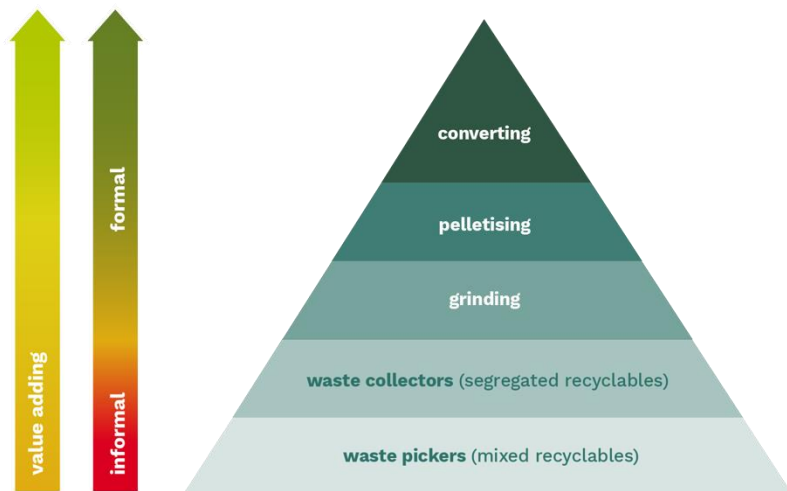 converting
pelletising
grinding
waste collectors (segregated recyclables)
waste pickers (mixed recyclables)
value adding
informal
formal